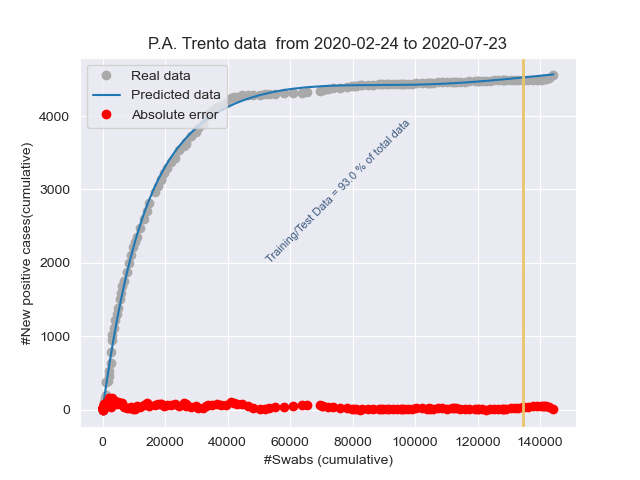 P.A. Trento data  from 2020-02-24 to 2020-07-23
Real data
Predicted data
Absolute error
Training/Test Data = 93.0 % of total data
#New positive cases(cumulative)
4000
3000
2000
1000
0
0 20000 40000 60000 80000 100000 120000 140000
#Swabs (cumulative)